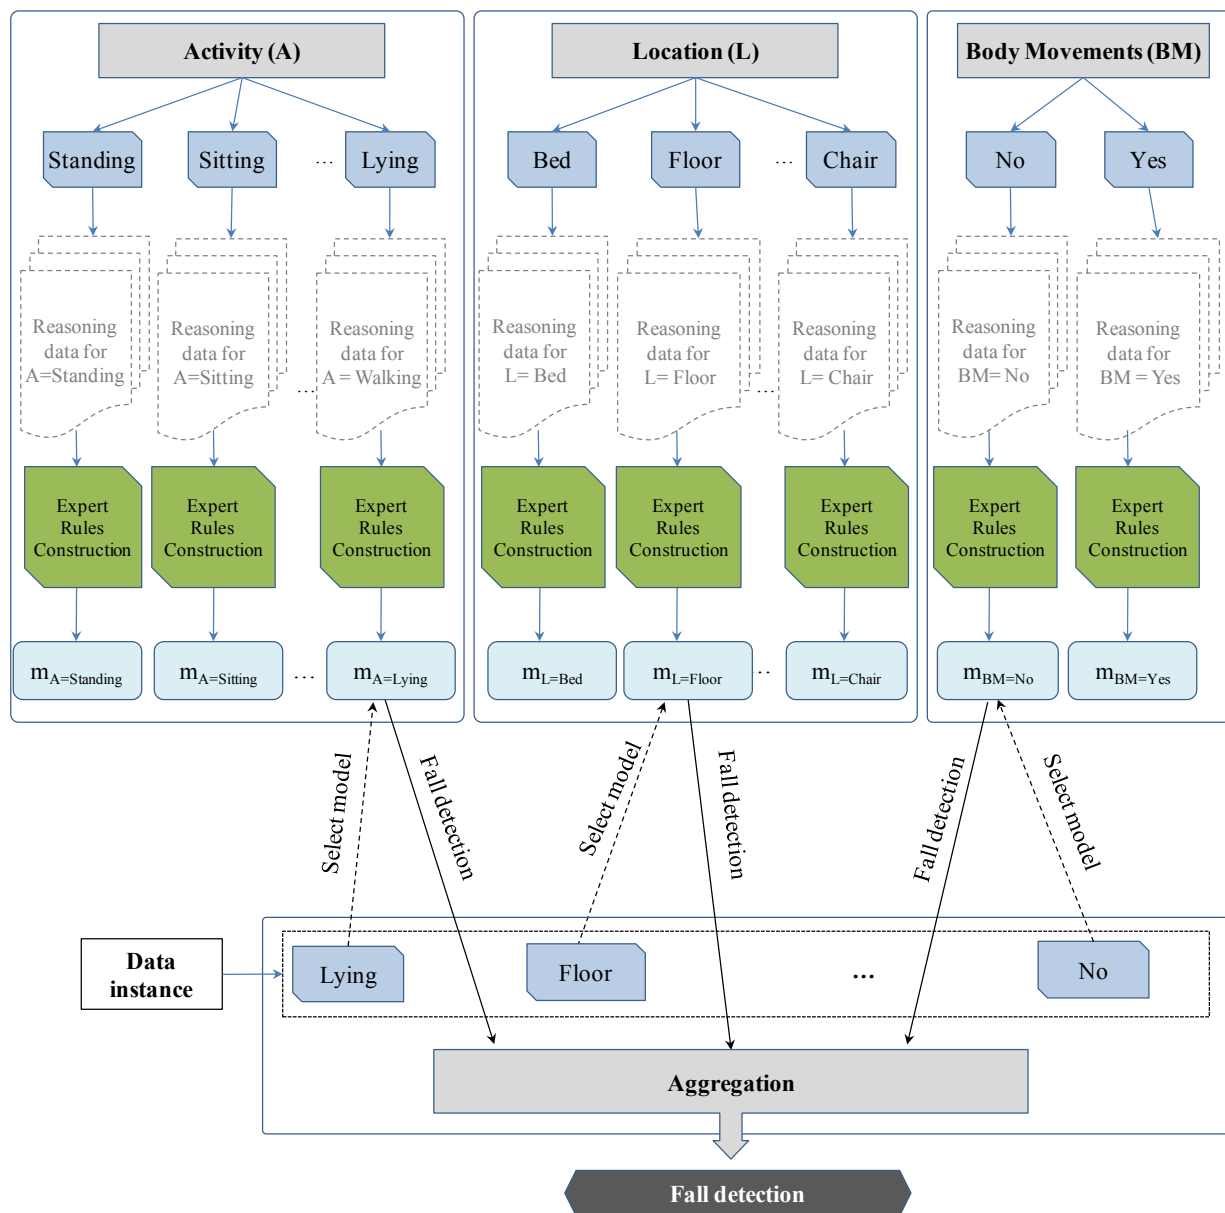 Activity (A)
Location (L)
Body Movements (BM)
Standing
Sitting
...
Lying
Bed
Floor
...
Chair
No
Yes
Reasoning
data for
A=Standing
Reasoning
data for
A=Sitting
...
Reasoning
data for
A = Walking
Reasoning
data for
L= Bed
Reasoning
data for
L= Floor
...
Reasoning
data for
L= Chair
Reasoning
data for
BM= No
Reasoning
data for
BM = Yes
Expert
Rules
Construction
Expert
Rules
Construction
Expert
Rules
Construction
Expert
Rules
Construction
Expert
Rules
Construction
Expert
Rules
Construction
Expert
Rules
Construction
Expert
Rules
Construction
mA=Standing
mA=Sitting
...
mA=Lying
mL=Bed
mL=Floor
...
mL=Chair
mBM=No
mBM=Yes
Select model
Fall detection
Select model
Fall detection
Fall detection
Select model
Data
instance
Lying
Floor
...
No
Aggregation
Fall detection